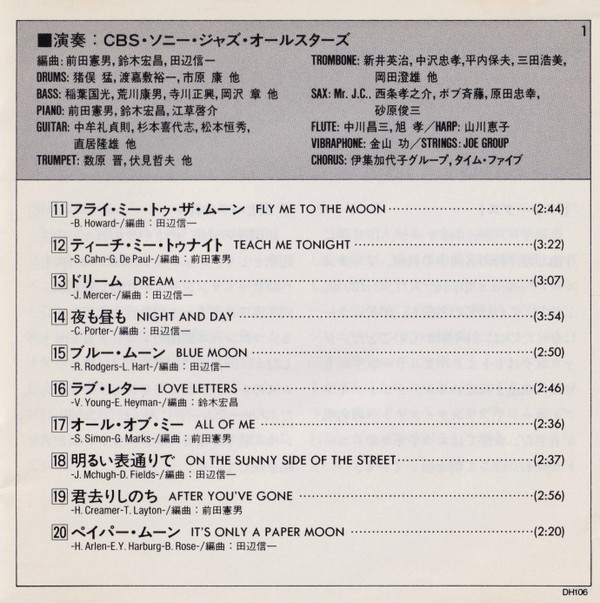 1
■演奏：CBS・ソニー・ジャズ・オールスターズ
編曲：前田憲男，鈴木宏昌，田辺信一
DRUMS: 猪俣 猛，渡嘉敷裕一，市原 康 他
BASS: 稲葉国光，荒川康男，寺川正興，岡沢 章 他
PIANO: 前田憲男，鈴木宏昌，江草啓介
GUITAR: 中牟礼貞則，杉本喜代志，松本恒秀，
直居隆雄 他
TRUMPET: 数原 晋，伏見哲夫 他
TROMBONE: 新井英治，中沢忠孝，平内保夫，三田浩美，
岡田澄雄 他
SAX: Mr. J.C.，西条孝之介，ボブ斉藤，原田忠幸，
砂原俊三
FLUTE: 中川昌三，旭 孝／HARP: 山川恵子
VIBRAPHONE: 金山 功／STRINGS: JOE GROUP
CHORUS: 伊集加代子グループ，タイム・ファイブ
11 フライ・ミー・トゥ・ザ・ムーン FLY ME TO THE MOON (2:44)
-B. Howard-/編曲：田辺信一
12 ティーチ・ミー・トゥナイト TEACH ME TONIGHT (3:22)
-S. Cahn-G. De Paul-/編曲：前田憲男
13 ドリーム DREAM (3:07)
-J. Mercer-/編曲：田辺信一
14 夜も昼も NIGHT AND DAY (3:54)
-C. Porter-/編曲：田辺信一
15 ブルー・ムーン BLUE MOON (2:50)
-R. Rodgers-L. Hart-/編曲：田辺信一
16 ラブ・レター LOVE LETTERS (2:46)
-V. Young-E. Heyman-/編曲：鈴木宏昌
17 オール・オブ・ミー ALL OF ME (2:36)
-S. Simon-G. Marks-/編曲：前田憲男
18 明るい表通りで ON THE SUNNY SIDE OF THE STREET (2:37)
-J. Mchugh-D. Fields-/編曲：田辺信一
19 君去りしのち AFTER YOU'VE GONE (2:56)
-H. Creamer-T. Layton-/編曲：前田憲男
20 ペイパー・ムーン IT'S ONLY A PAPER MOON (2:20)
-H. Arlen-E.Y. Harburg-B. Rose-/編曲：田辺信一
DH106